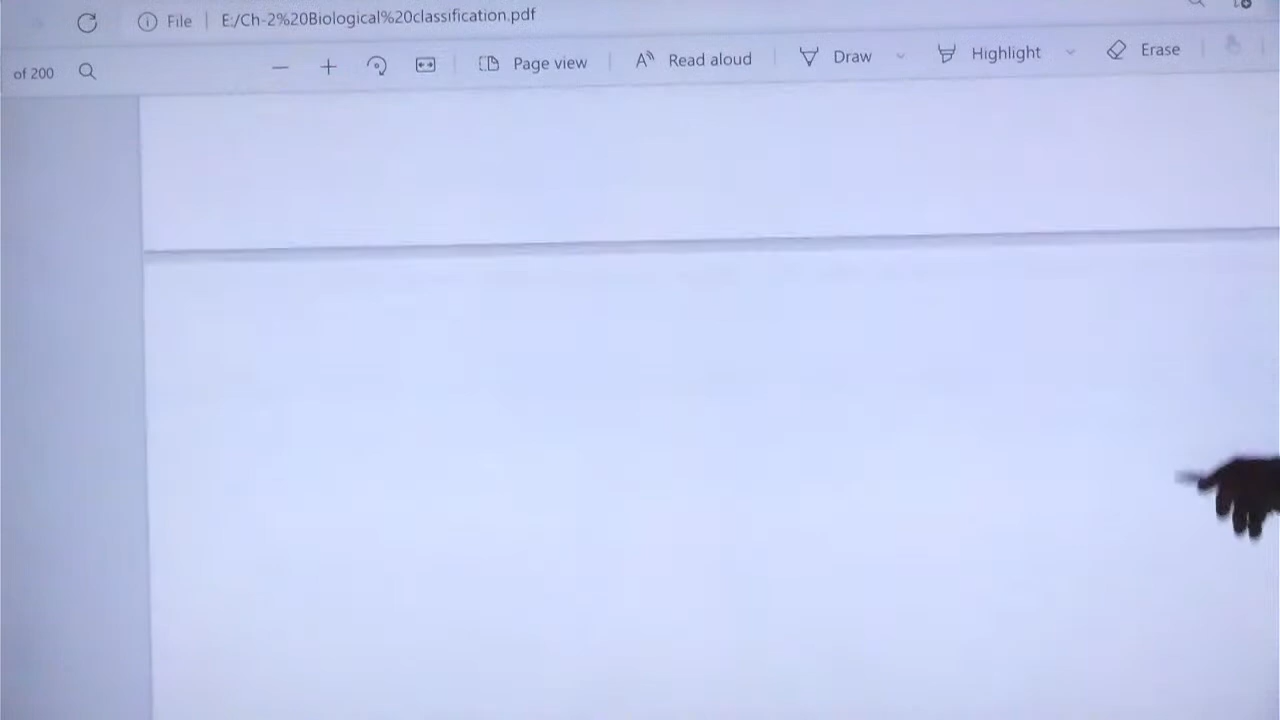 File | E:/Ch-2%20Biological%20classification.pdf
of 200
Page view
Read aloud
Draw
Highlight
Erase